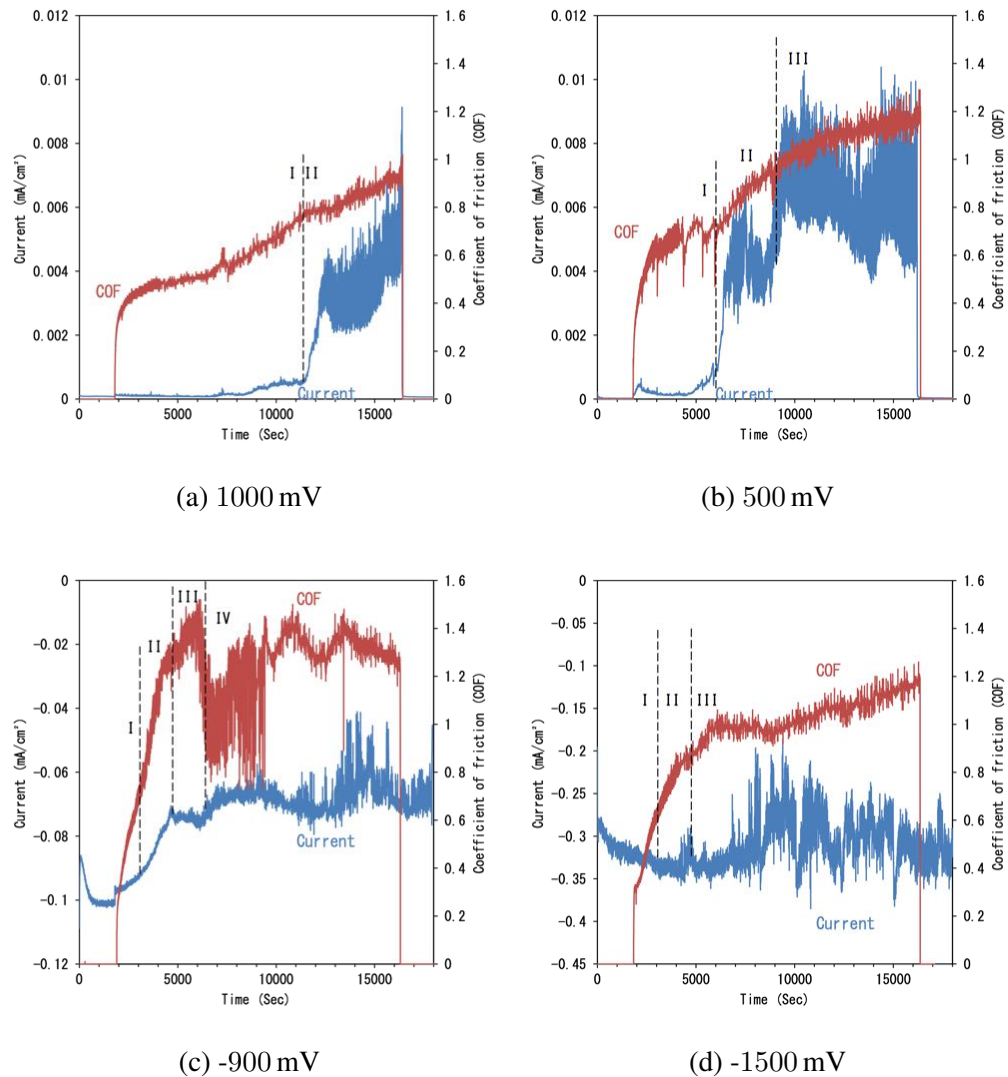 0.012
0.01
0.008
0.006
0.004
0.002
0
Current (mA/cm²)
1.6
1.4
1.2
1
0.8
0.6
0.4
0.2
0
Coefficient of friction (COF)
I II
COF
Current
0 5000 10000 15000
Time (Sec)
(a) 1000 mV
0.012
0.01
0.008
0.006
0.004
0.002
0
Current (mA/cm²)
1.6
1.4
1.2
1
0.8
0.6
0.4
0.2
0
Coefficient of friction (COF)
III
II
I
COF
Current
0 5000 10000 15000
Time (Sec)
(b) 500 mV
0
-0.02
-0.04
-0.06
-0.08
-0.1
-0.12
Current (mA/cm²)
1.6
1.4
1.2
1
0.8
0.6
0.4
0.2
0
Coefficient of friction (COF)
III COF
IV
II
I
Current
0 5000 10000 15000
Time (Sec)
(c) -900 mV
0
-0.05
-0.1
-0.15
-0.2
-0.25
-0.3
-0.35
-0.4
-0.45
Current (mA/cm²)
1.6
1.4
1.2
1
0.8
0.6
0.4
0.2
0
Coefficient of friction (COF)
COF
I II III
Current
0 5000 10000 15000
Time (Sec)
(d) -1500 mV